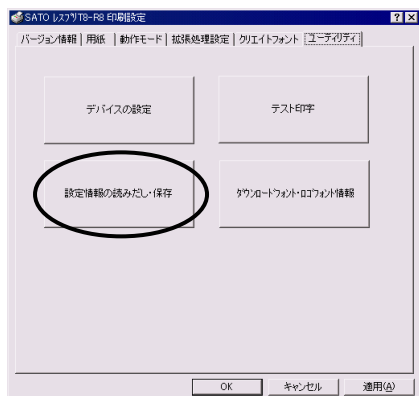 SATO ﾚｽﾌﾟﾘT8-R8 印刷設定
バージョン情報 用紙 動作モード 拡張処理設定 クリエイトフォント ユーティリティ
デバイスの設定 テスト印字
設定情報の読みだし・保存 ﾀﾞｳﾝﾛｰﾄﾞﾌｫﾝﾄ・ﾛｺﾞﾌｫﾝﾄ情報
OK キャンセル 適用(A)